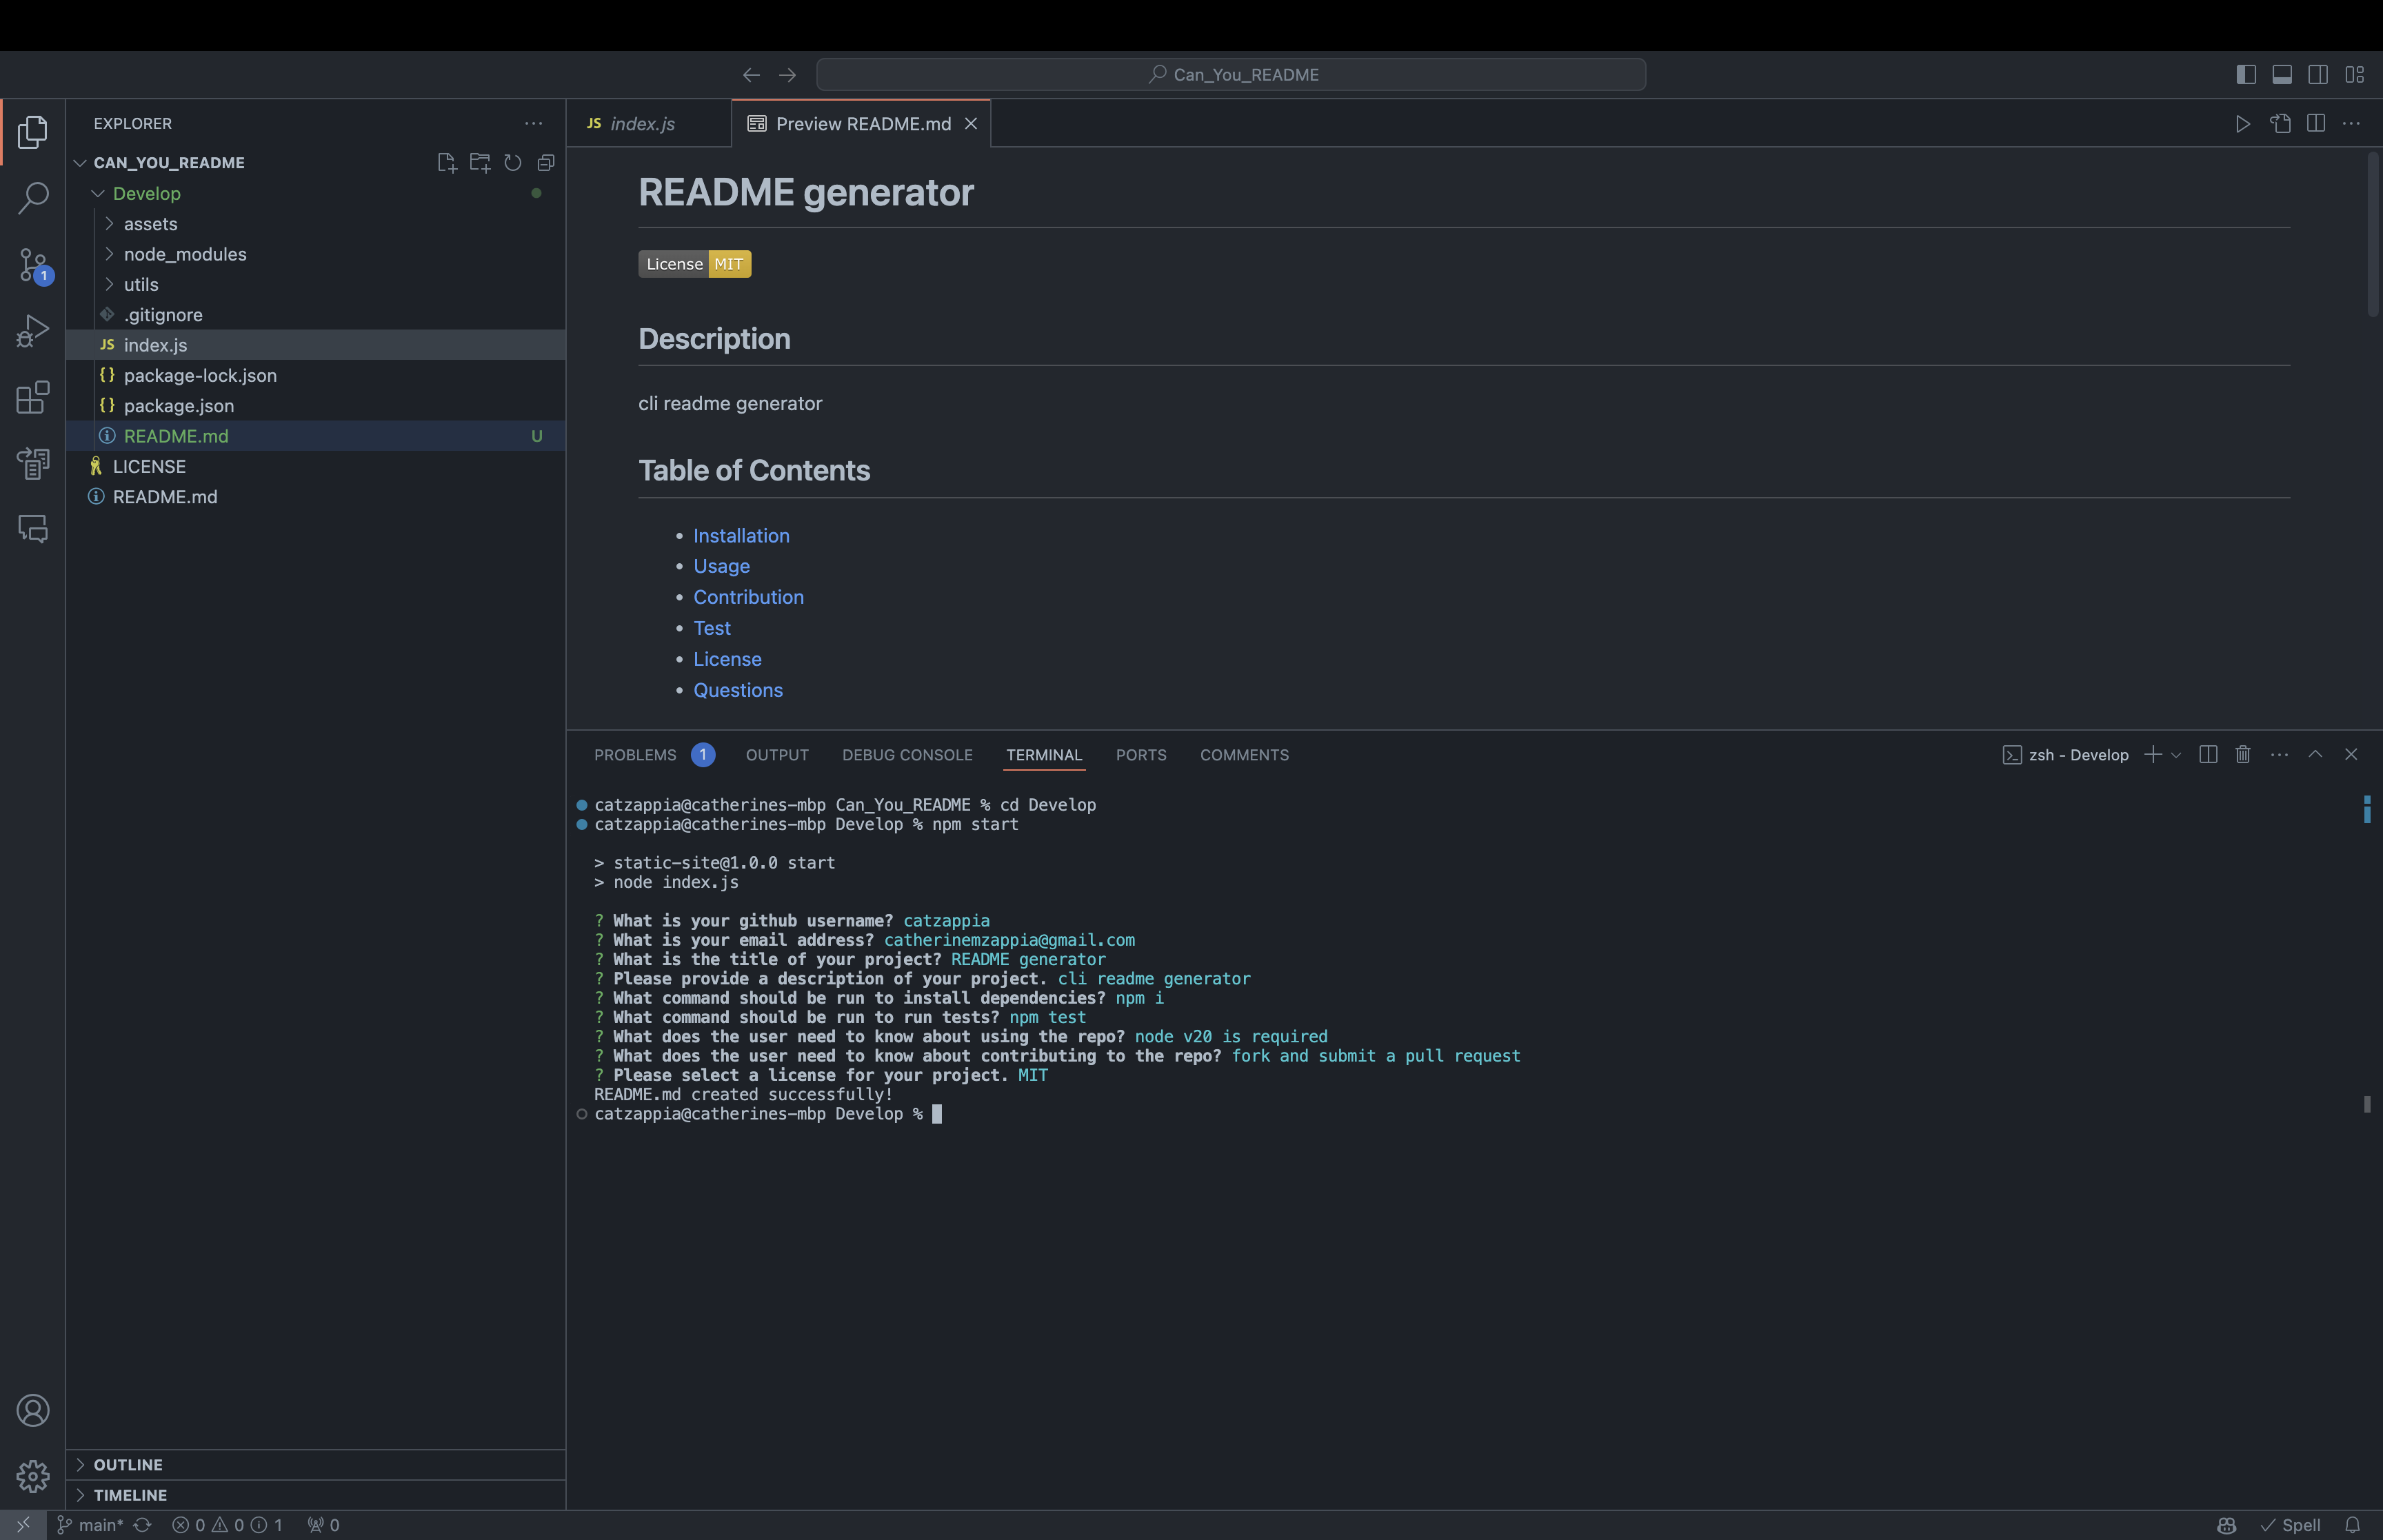 Can_You_README
EXPLORER
CAN_YOU_README
Develop
assets
node_modules
utils
.gitignore
JS index.js
{} package-lock.json
{} package.json
README.md U
LICENSE
README.md
OUTLINE
TIMELINE
1
JS index.js
Preview README.md
README generator
License MIT
Description
cli readme generator
Table of Contents
• Installation
• Usage
• Contribution
• Test
• License
• Questions
PROBLEMS 1 OUTPUT DEBUG CONSOLE TERMINAL PORTS COMMENTS
zsh - Develop
catzappia@catherines-mbp Can_You_README % cd Develop
catzappia@catherines-mbp Develop % npm start
> static-site@1.0.0 start
> node index.js
? What is your github username? catzappia
? What is your email address? catherinemzappia@gmail.com
? What is the title of your project? README generator
? Please provide a description of your project. cli readme generator
? What command should be run to install dependencies? npm i
? What command should be run to run tests? npm test
? What does the user need to know about using the repo? node v20 is required
? What does the user need to know about contributing to the repo? fork and submit a pull request
? Please select a license for your project. MIT
README.md created successfully!
catzappia@catherines-mbp Develop %
main* 0 0 1 0
Spell